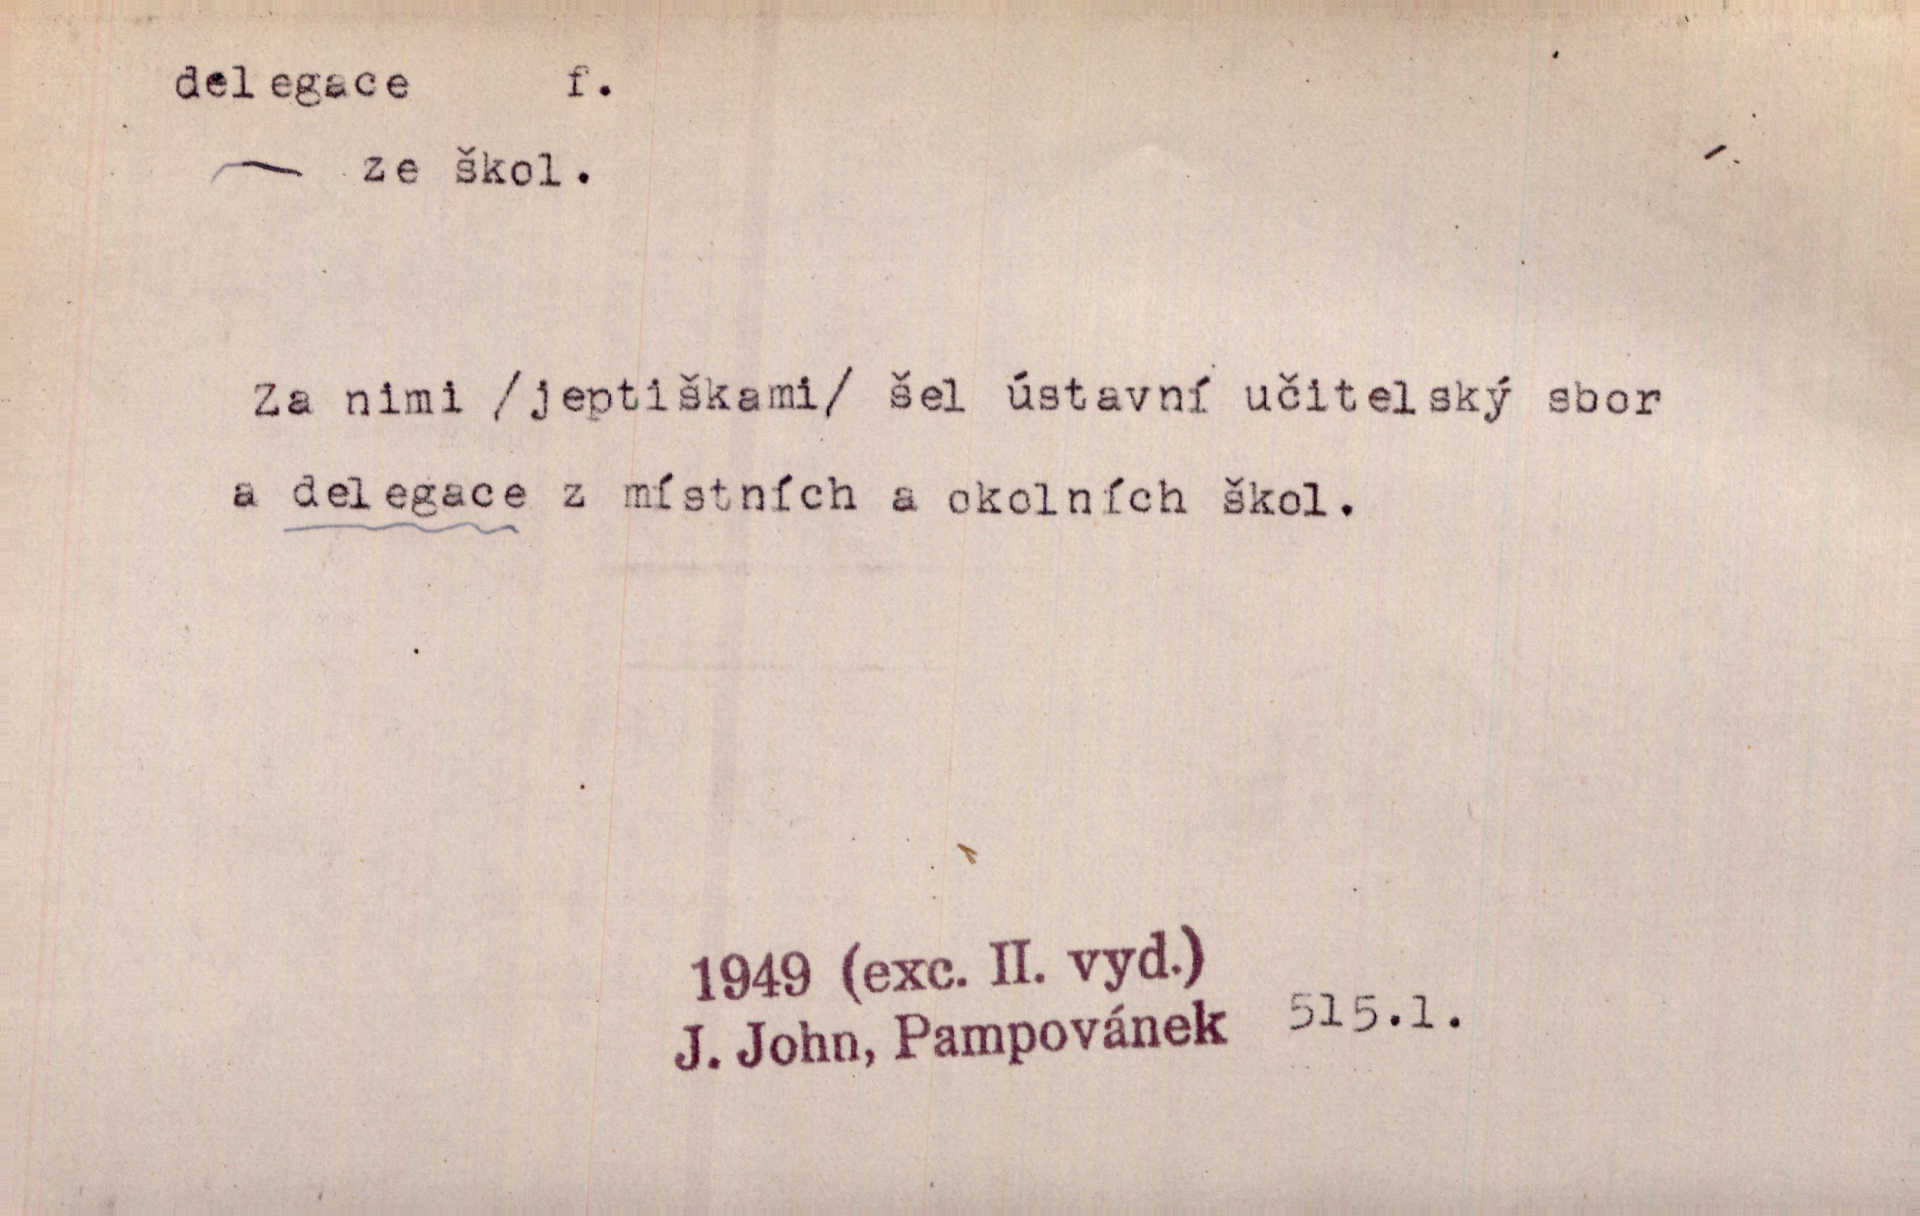 delegace f.
— ze škol.
Za nimi /jeptiškami/ šel ústavní učitelský sbor
a delegace z místních a okolních škol.
1949 (exc. II. vyd.)
J. John, Pampovánek 515.1.